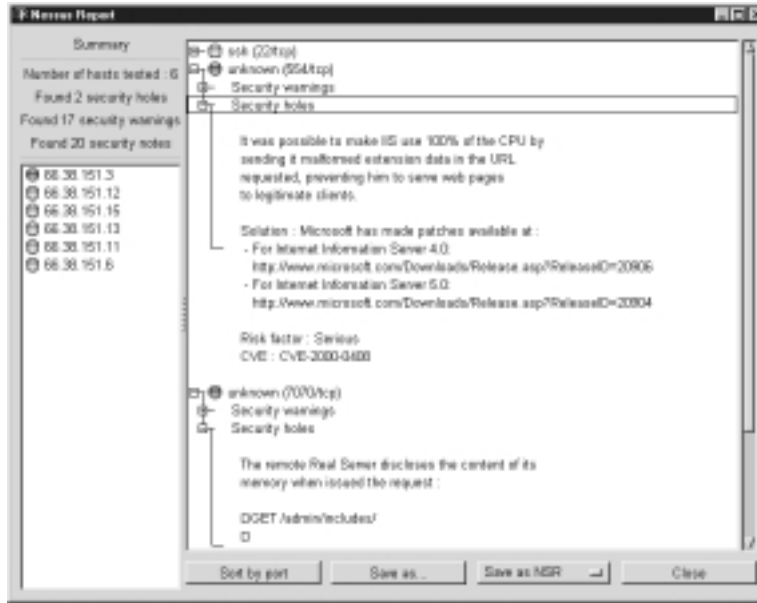 Nessus Report
Summary
Number of hosts tested : 6
Found 2 security holes
Found 17 security warnings
Found 20 security notes
66.38.151.3
66.38.151.12
66.38.151.15
66.38.151.13
66.38.151.11
66.38.151.6
ssh (22/tcp)
unknown (554/tcp)
Security warnings
Security holes
It was possible to make IIS use 100% of the CPU by
sending it malformed extension data in the URL
requested, preventing him to serve web pages
to legitimate clients.
Solution : Microsoft has made patches available at :
- For Internet Information Server 4.0:
http://www.microsoft.com/Downloads/Release.asp?ReleaseID=20906
- For Internet Information Server 5.0:
http://www.microsoft.com/Downloads/Release.asp?ReleaseID=20904
Risk factor : Serious
CVE : CVE-2000-0408
unknown (7070/tcp)
Security warnings
Security holes
The remote Real Server discloses the content of its
memory when issued the request :
GET /admin/includes/
Sort by port
Save as...
Save as NSR
Close